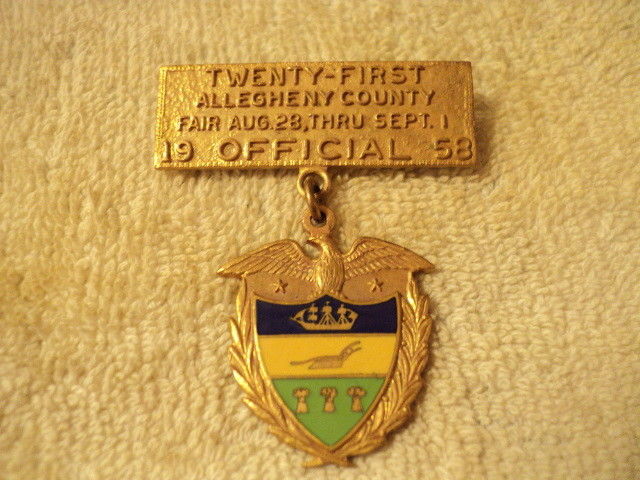 TWENTY-FIRST
ALLEGHENY COUNTY
FAIR AUG.28,THRU SEPT. 1
19 OFFICIAL 58